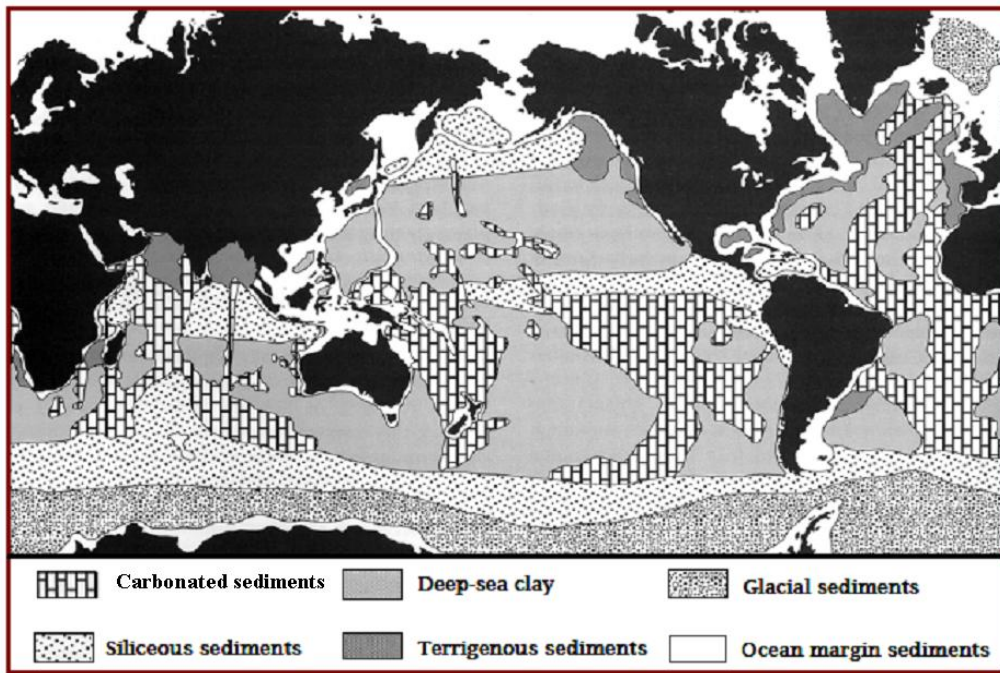 Carbonated sediments
Deep-sea clay
Glacial sediments
Siliceous sediments
Terrigenous sediments
Ocean margin sediments